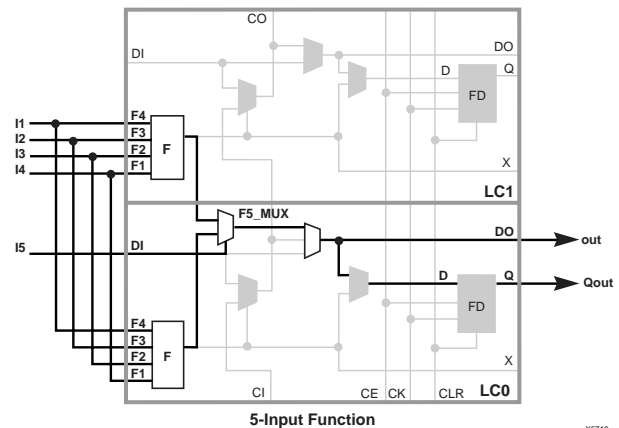 CO
DI
DO
D
Q
FD
I1
I2
I3
I4
F4
F3
F2
F1
F
X
LC1
F5_MUX
I5
DI
DO
out
D
Q
Qout
FD
F4
F3
F2
F1
F
X
CI
CE
CK
CLR
LC0
5-Input Function